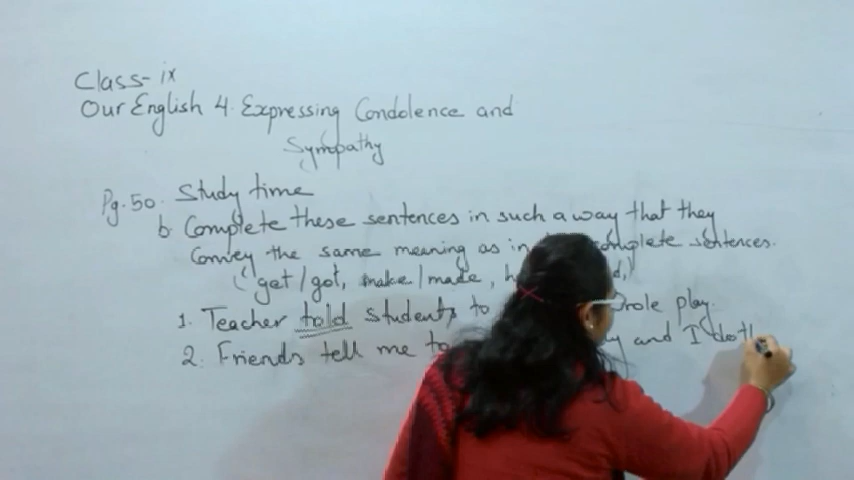 Class- ix
Our English 4. Expressing Condolence and
Sympathy
Pg. 50. Study time
b. Complete these sentences in such a way that they
Convey the same meaning as in complete sentences.
( get/got, make/made,
1. Teacher told students to role play.
2. Friends tell me to and I do